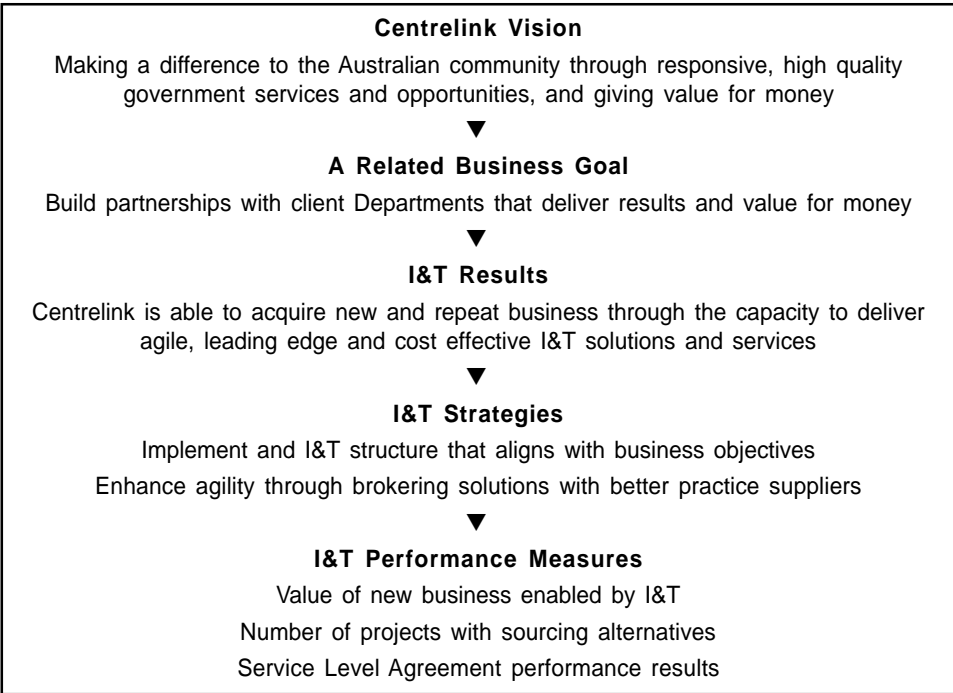 Centrelink Vision
Making a difference to the Australian community through responsive, high quality
government services and opportunities, and giving value for money
▼
A Related Business Goal
Build partnerships with client Departments that deliver results and value for money
▼
I&T Results
Centrelink is able to acquire new and repeat business through the capacity to deliver
agile, leading edge and cost effective I&T solutions and services
▼
I&T Strategies
Implement and I&T structure that aligns with business objectives
Enhance agility through brokering solutions with better practice suppliers
▼
I&T Performance Measures
Value of new business enabled by I&T
Number of projects with sourcing alternatives
Service Level Agreement performance results